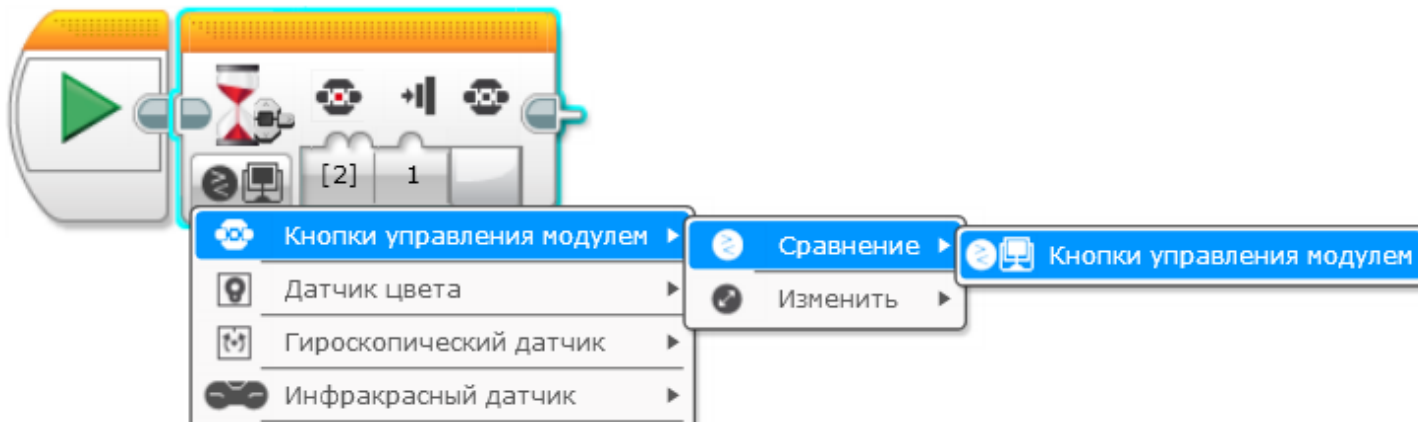 [2] 1
Кнопки управления модулем
Сравнение
Кнопки управления модулем
Датчик цвета
Изменить
Гироскопический датчик
Инфракрасный датчик